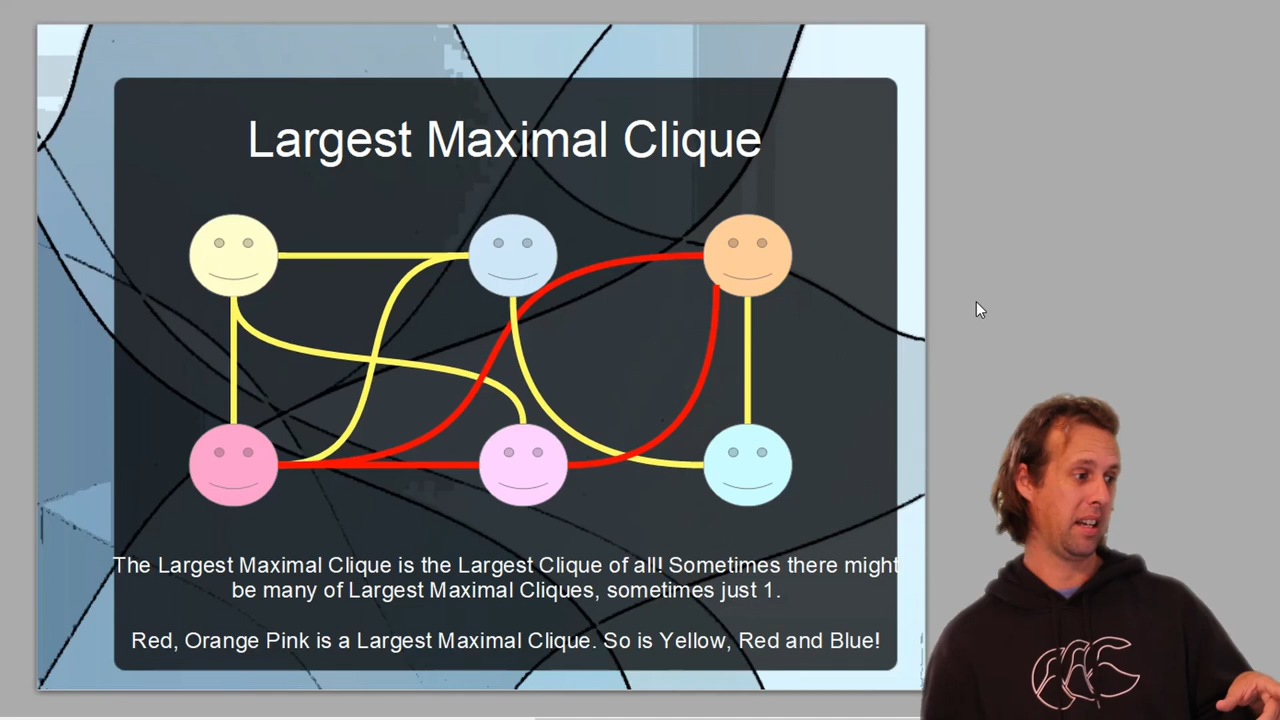 Largest Maximal Clique
The Largest Maximal Clique is the Largest Clique of all! Sometimes there might
be many of Largest Maximal Cliques, sometimes just 1.
Red, Orange Pink is a Largest Maximal Clique. So is Yellow, Red and Blue!